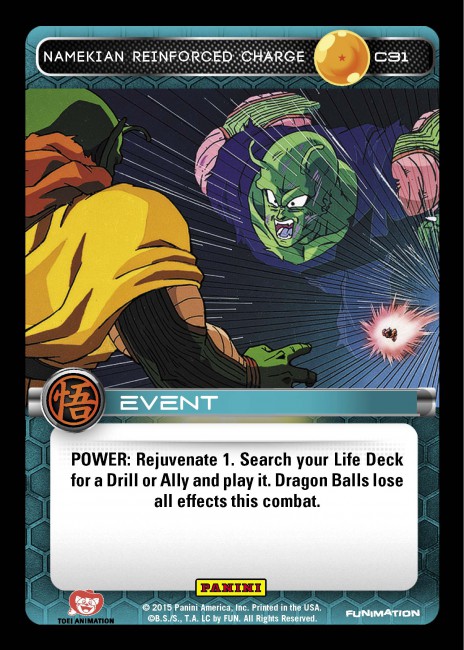 NAMEKIAN REINFORCED CHARGE C31
悟 EVENT
POWER: Rejuvenate 1. Search your Life Deck
for a Drill or Ally and play it. Dragon Balls lose
all effects this combat.
PANINI
© 2015 Panini America, Inc. Printed in the USA.
©B.S./S., T.A. LC by FUN. All Rights Reserved.
TOEI ANIMATION
FUNIMATION